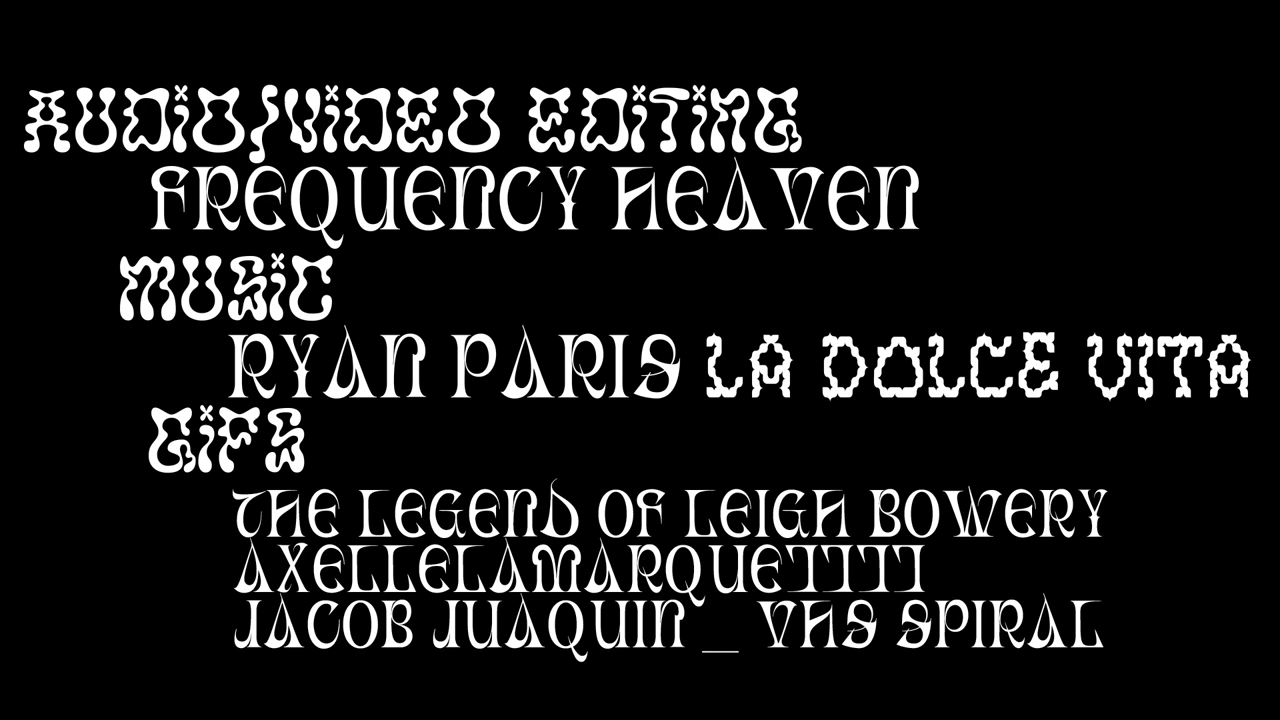 AUDiO/ViDEO EDiTiNG
FREQUENCY HEAVEN
MUSiC
RYAN PARIS LA DOLCE VITA
GiFS
THE LEGEND OF LEIGH BOWERY
AXELLELAMARQUETTTT
JACOB JUAQUIN _ VHS SPIRAL